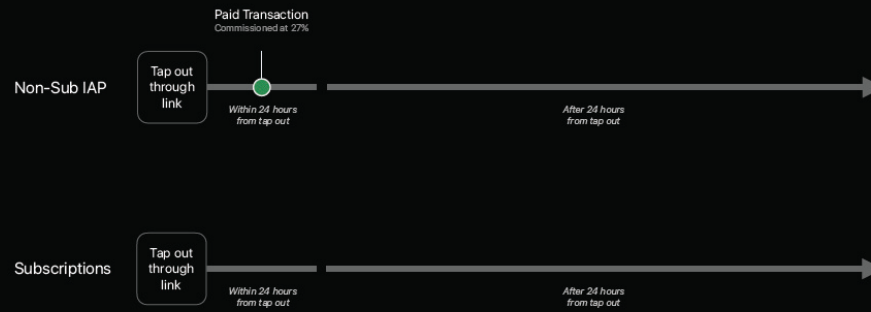 Paid Transaction
Commissioned at 27%
Non-Sub IAP
Tap out
through
link
Within 24 hours
from tap out
After 24 hours
from tap out
Subscriptions
Tap out
through
link
Within 24 hours
from tap out
After 24 hours
from tap out